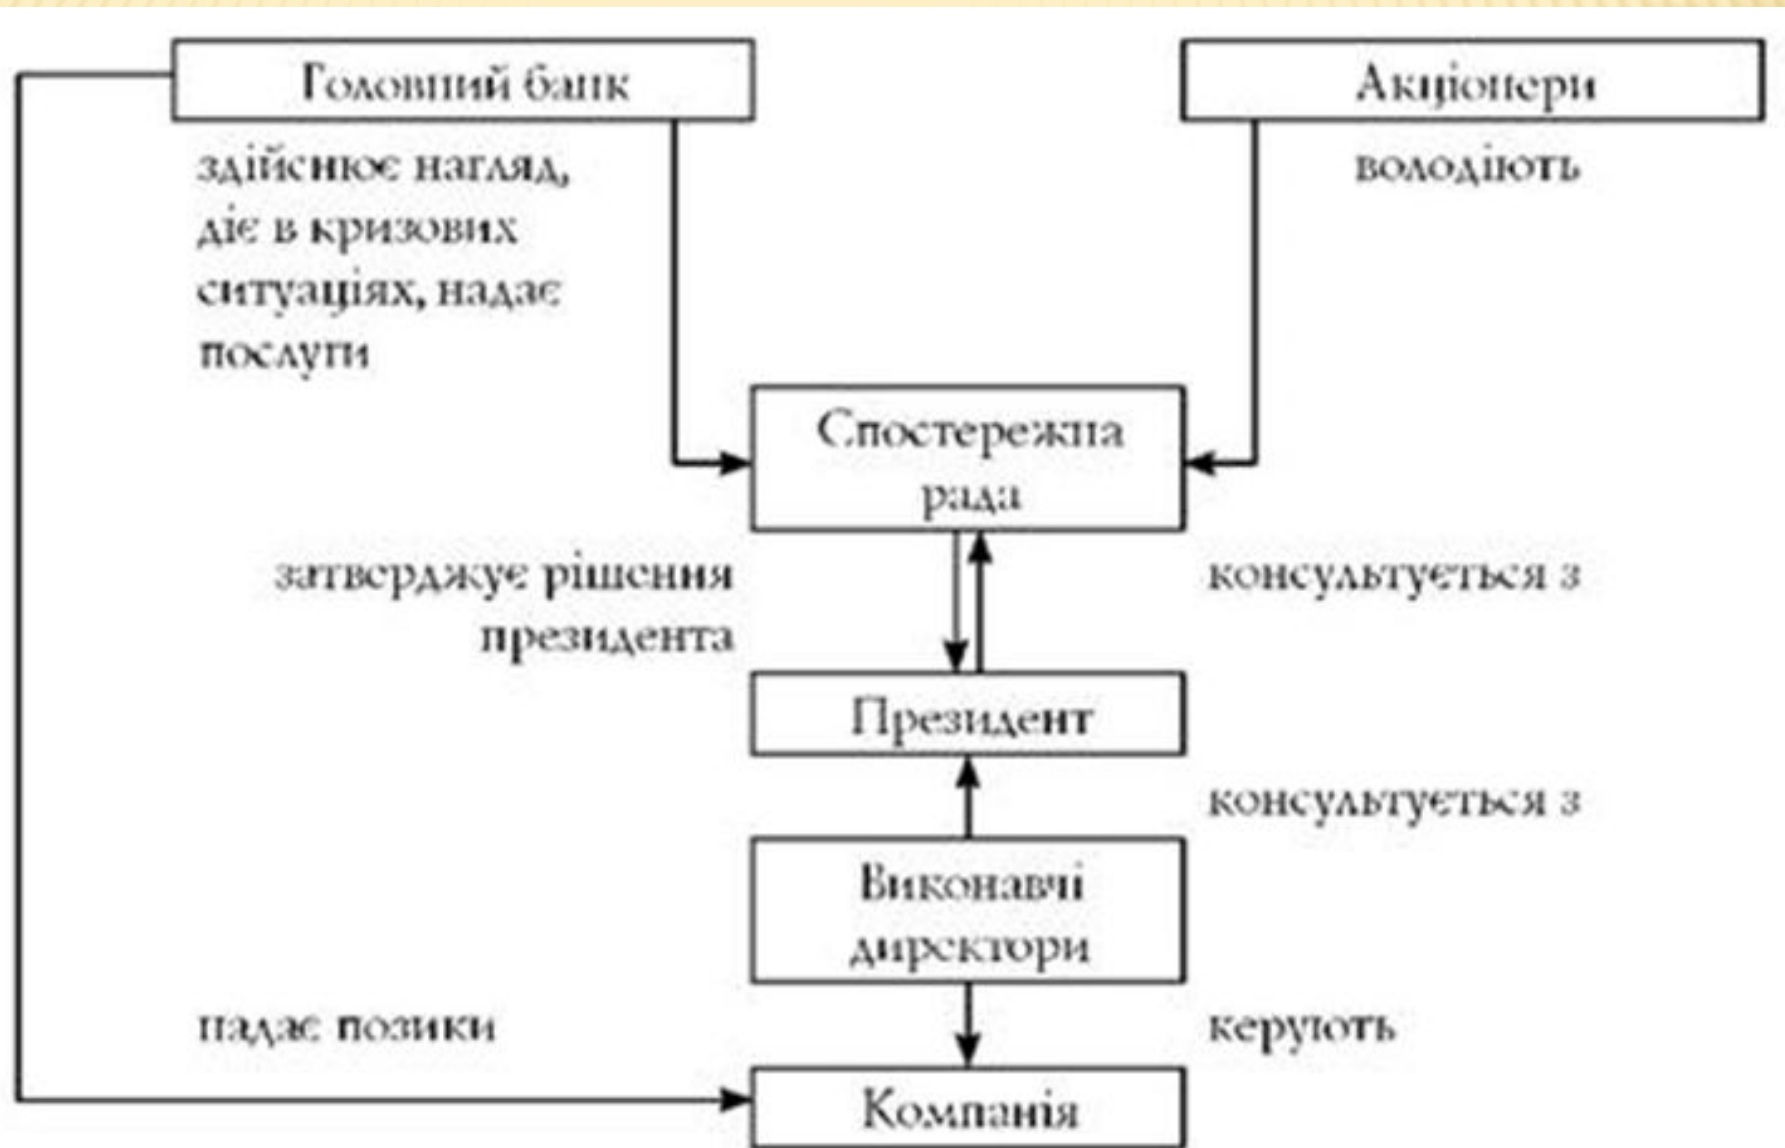 Головний банк
Акціонери
здійснює нагляд,
діє в кризових
ситуаціях, надає
послуги
володіють
Спостережна
рада
затверджує рішення
президента
консультується з
Президент
консультується з
Виконавчі
директори
надає позики
керують
Компанія